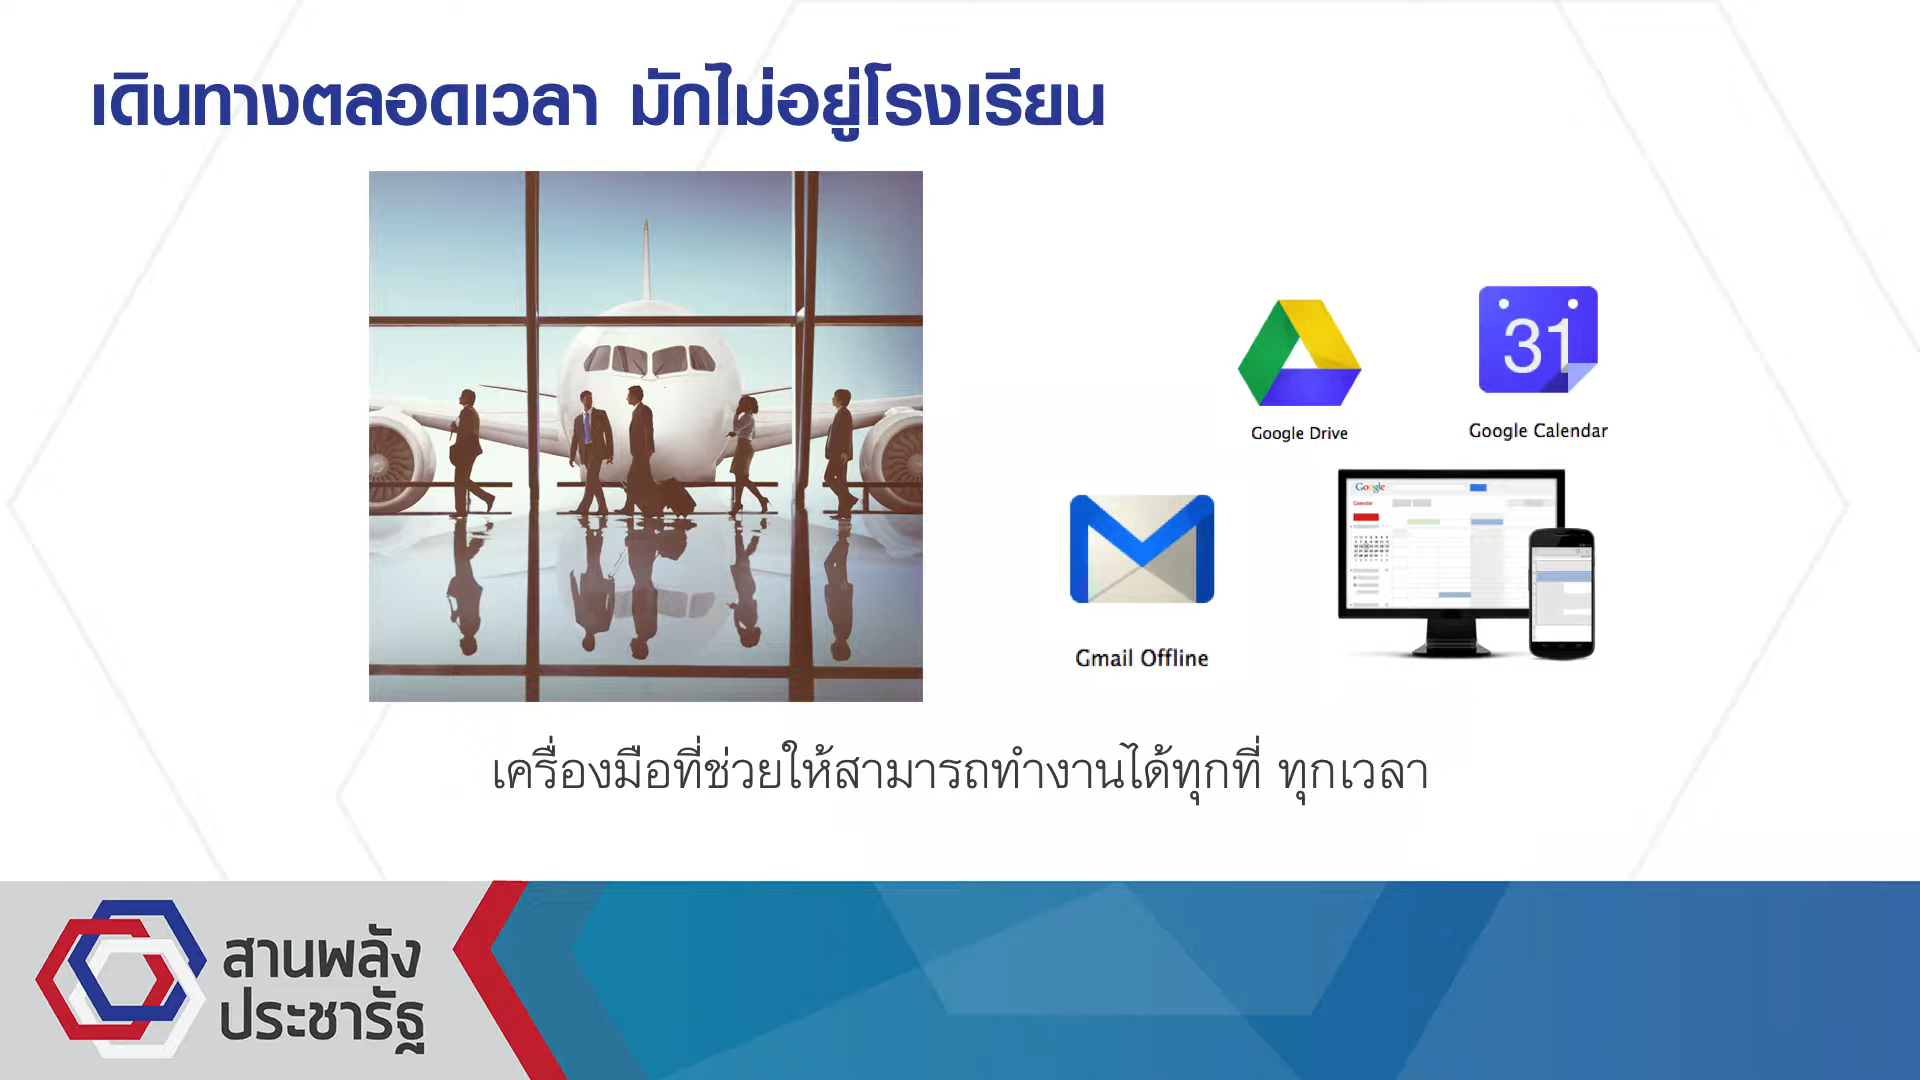 เดินทางตลอดเวลา มักไม่อยู่โรงเรียน
31
Google Drive
Google Calendar
Google
Calendar
Gmail Offline
เครื่องมือที่ช่วยให้สามารถทำงานได้ทุกที่ ทุกเวลา
สานพลัง
ประชารัฐ